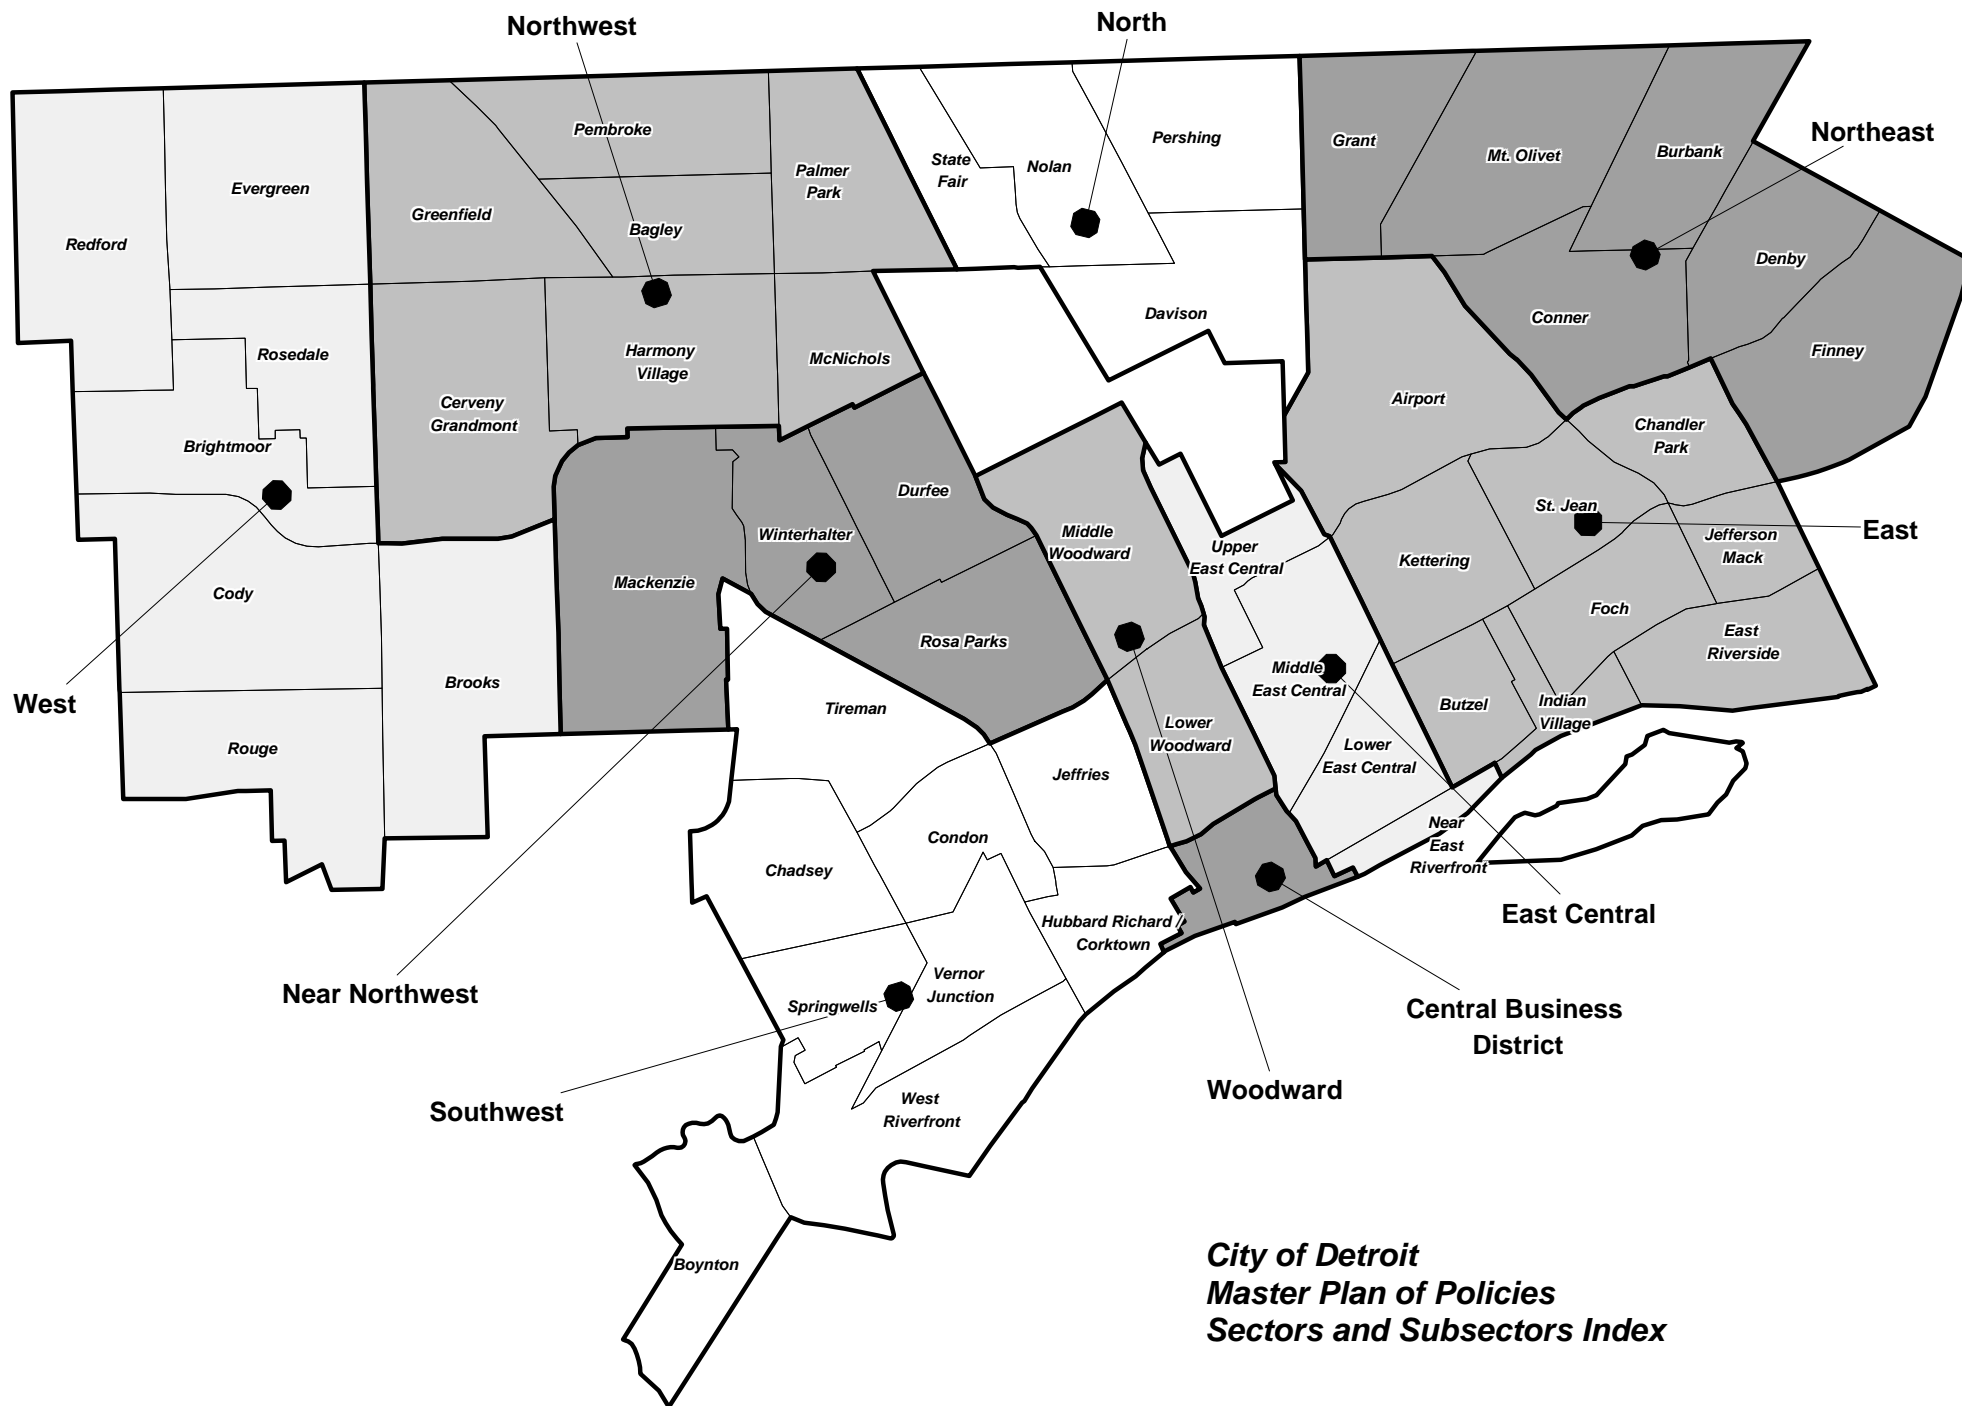 Northwest
North
Northeast
East
West
Near Northwest
Southwest
East Central
Central Business
District
Woodward
Redford
Evergreen
Rosedale
Brightmoor
Cody
Rouge
Brooks
Greenfield
Pembroke
Bagley
Palmer
Park
Cerveny
Grandmont
Harmony
Village
McNichols
State
Fair
Nolan
Pershing
Davison
Grant
Mt. Olivet
Burbank
Conner
Denby
Finney
Airport
Chandler
Park
St. Jean
Kettering
Jefferson
Mack
Foch
East
Riverside
Butzel
Indian
Village
Mackenzie
Winterhalter
Durfee
Rosa Parks
Middle
Woodward
Lower
Woodward
Upper
East Central
Middle
East Central
Lower
East Central
Near
East
Riverfront
Tireman
Jeffries
Condon
Chadsey
Hubbard Richard /
Corktown
Vernor
Junction
Springwells
West
Riverfront
Boynton
City of Detroit
Master Plan of Policies
Sectors and Subsectors Index